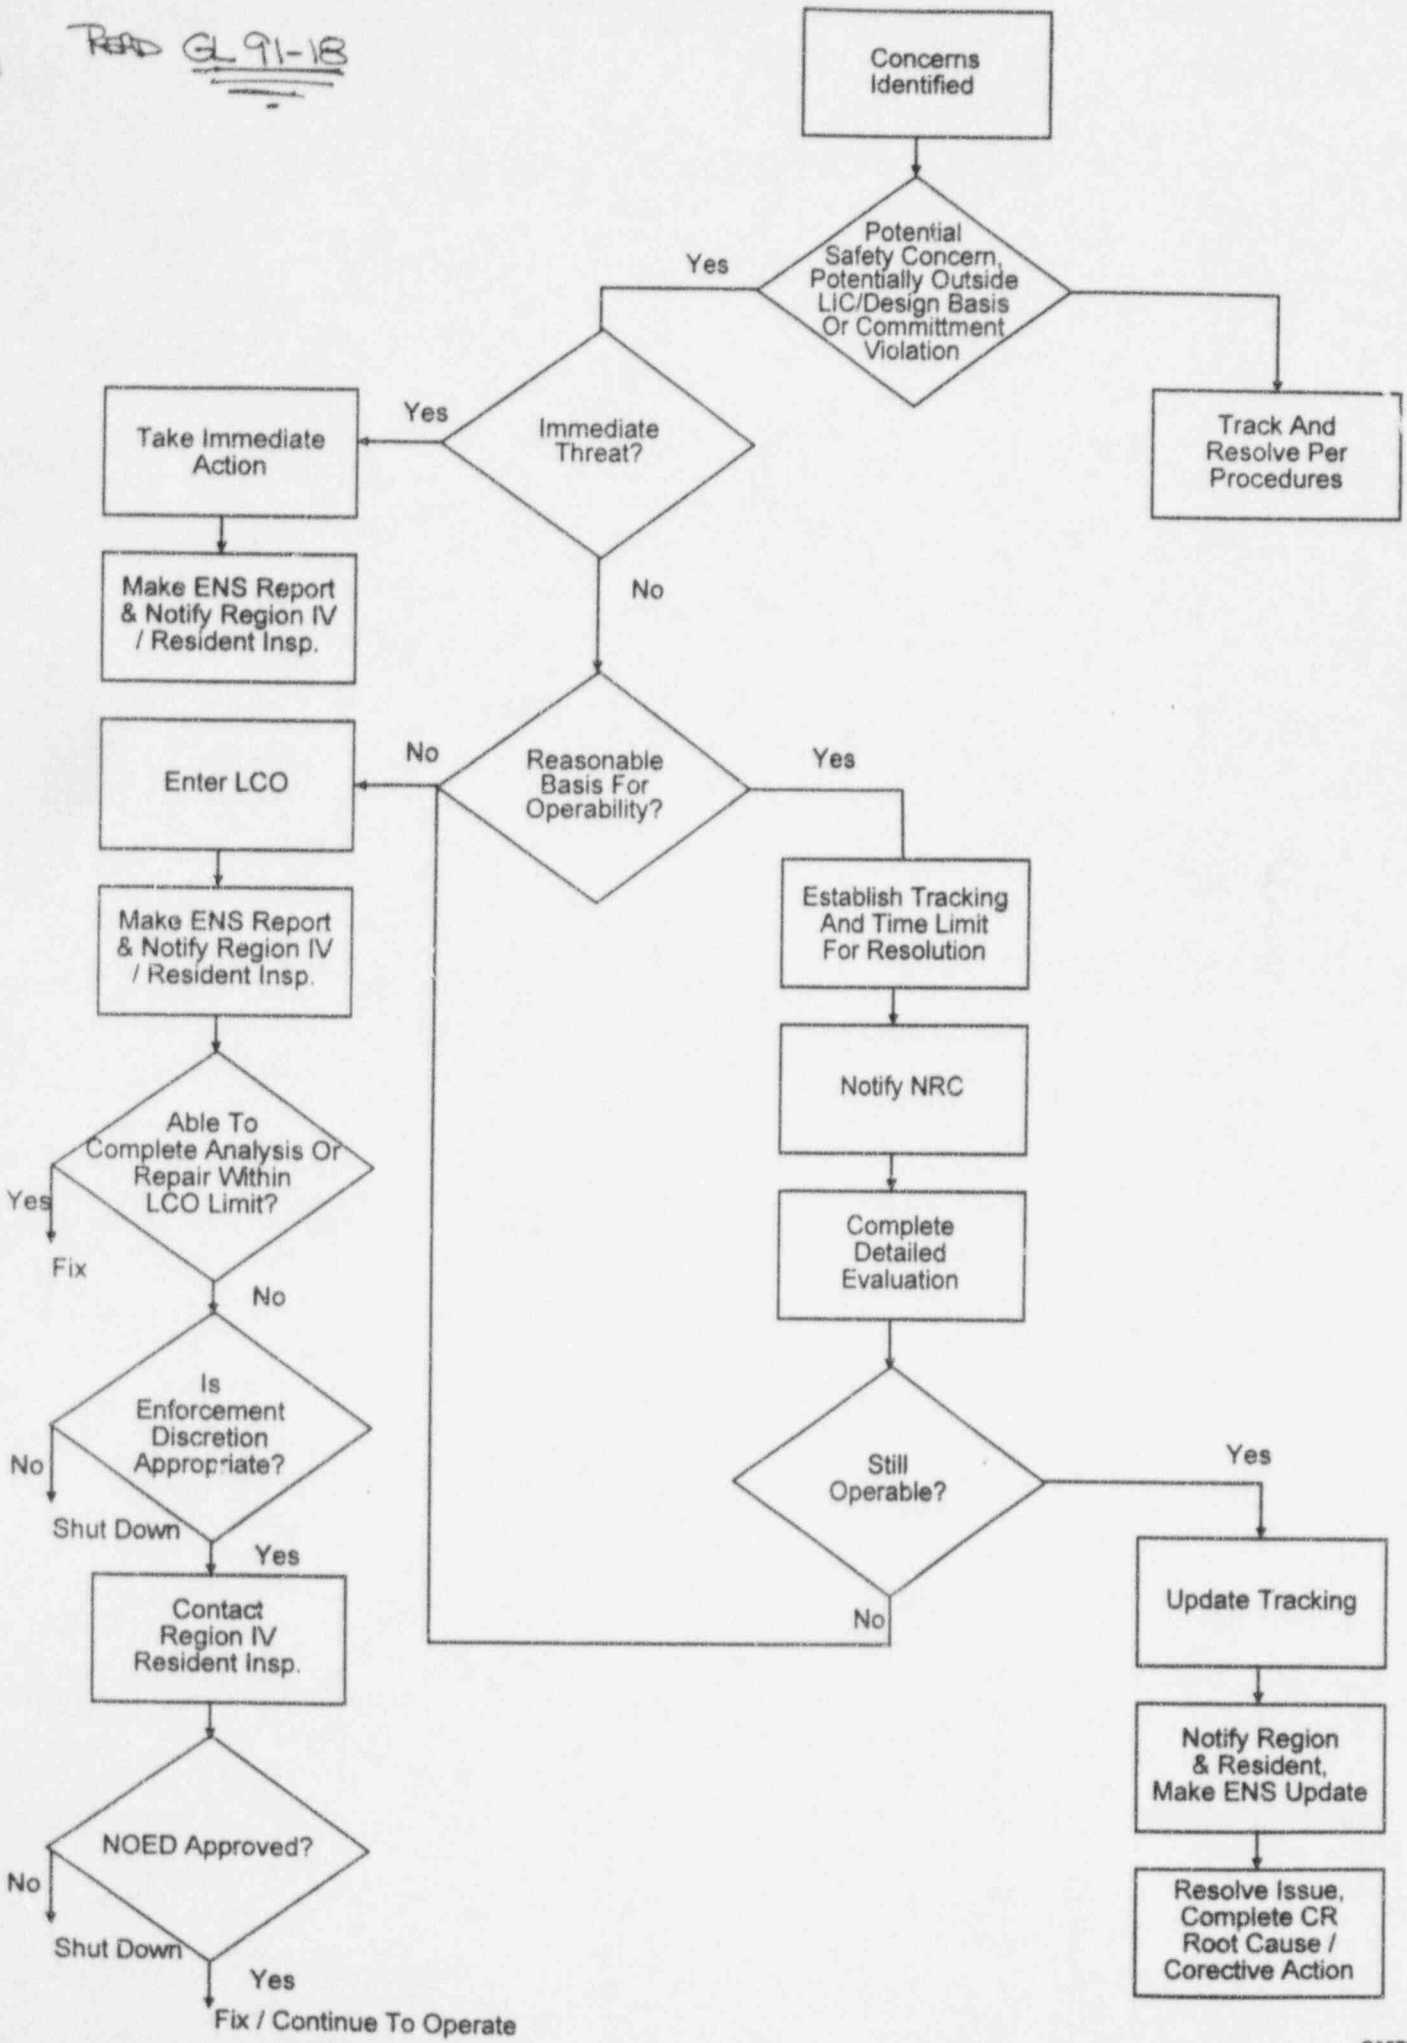 READ GL 91-18
Concerns
Identified
Potential
Safety Concern,
Potentially Outside
LIC/Design Basis
Or Committment
Violation
Yes
Track And
Resolve Per
Procedures
Immediate
Threat?
Yes
Take Immediate
Action
Make ENS Report
& Notify Region IV
/ Resident Insp.
No
Reasonable
Basis For
Operability?
No
Yes
Enter LCO
Make ENS Report
& Notify Region IV
/ Resident Insp.
Able To
Complete Analysis Or
Repair Within
LCO Limit?
Yes
Fix
No
Is
Enforcement
Discretion
Appropriate?
No
Shut Down
Yes
Contact
Region IV
Resident Insp.
NOED Approved?
No
Shut Down
Yes
Fix / Continue To Operate
Establish Tracking
And Time Limit
For Resolution
Notify NRC
Complete
Detailed
Evaluation
Still
Operable?
No
Yes
Update Tracking
Notify Region
& Resident,
Make ENS Update
Resolve Issue,
Complete CR
Root Cause /
Corective Action